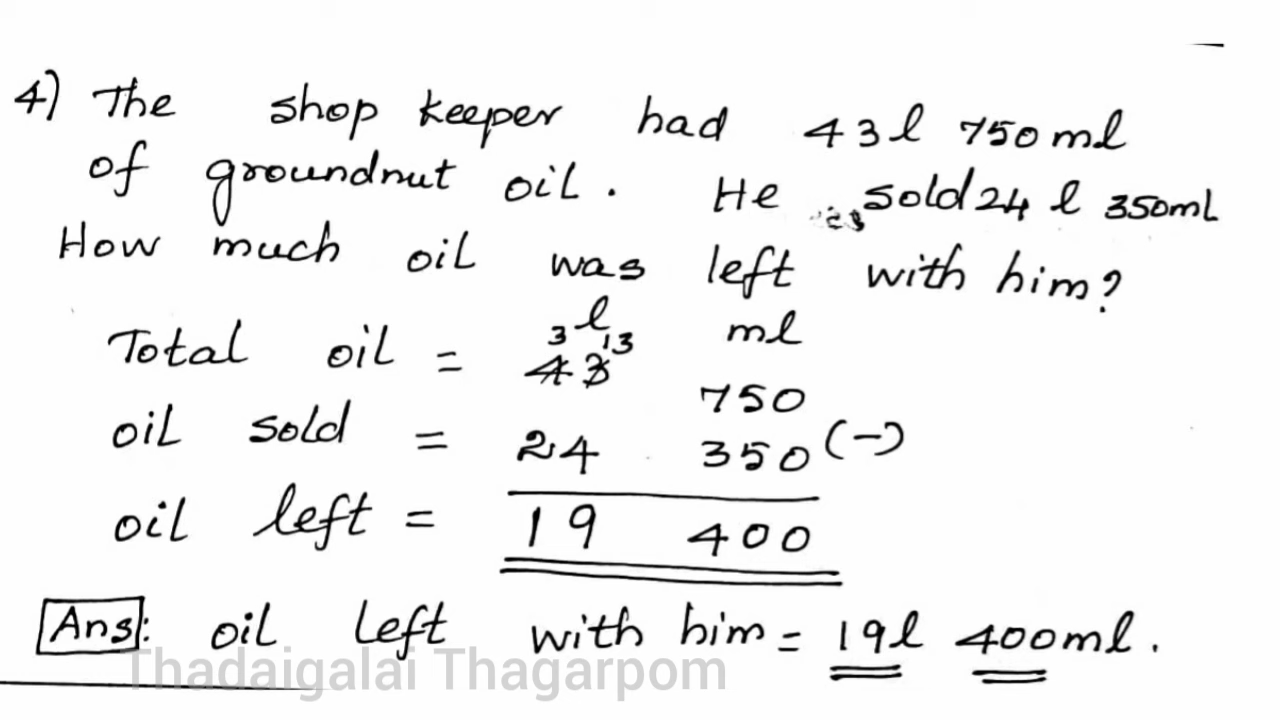 4) The shop keeper had 43l 750ml
of groundnut oil. He sold 24 l 350ml
How much oil was left with him?
l ml
3 13
Total oil = 43 750
oil sold = 24 350 (-)
oil left = 19 400
Ans: oil left with him = 19l 400ml.
Thadaigalai Thagarpom